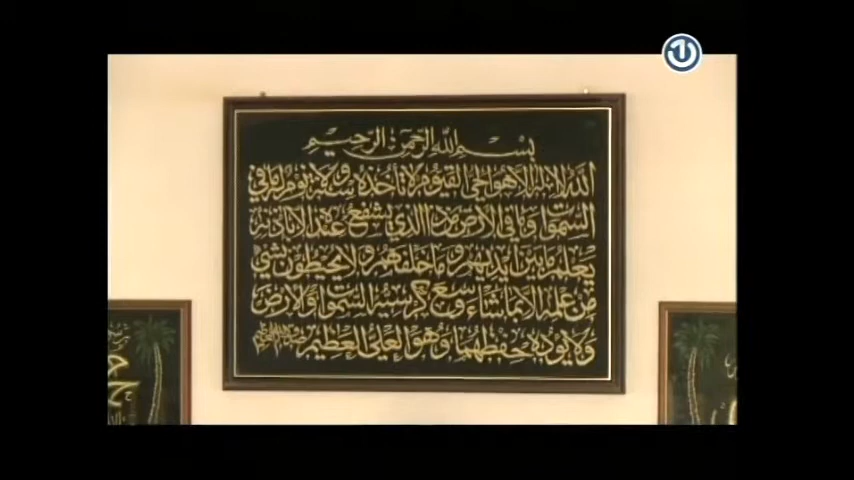 بسم الله الرحمن الرحيم
الله لا إله إلا هو الحي القيوم لا تأخذه سنة ولا نوم له ما في
السموات وما في الأرض من ذا الذي يشفع عنده إلا بإذنه
يعلم ما بين أيديهم وما خلفهم ولا يحيطون بشيء
من علمه إلا بما شاء وسع كرسيه السموات والأرض
ولا يؤده حفظهما وهو العلي العظيم
1